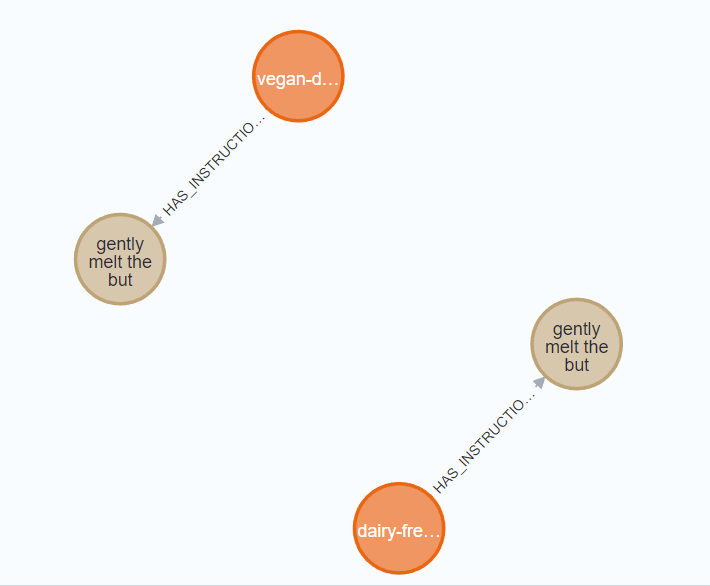 vegan-d...
HAS_INSTRUCTIO...
gently
melt the
but
gently
melt the
but
HAS_INSTRUCTIO...
dairy-fre...